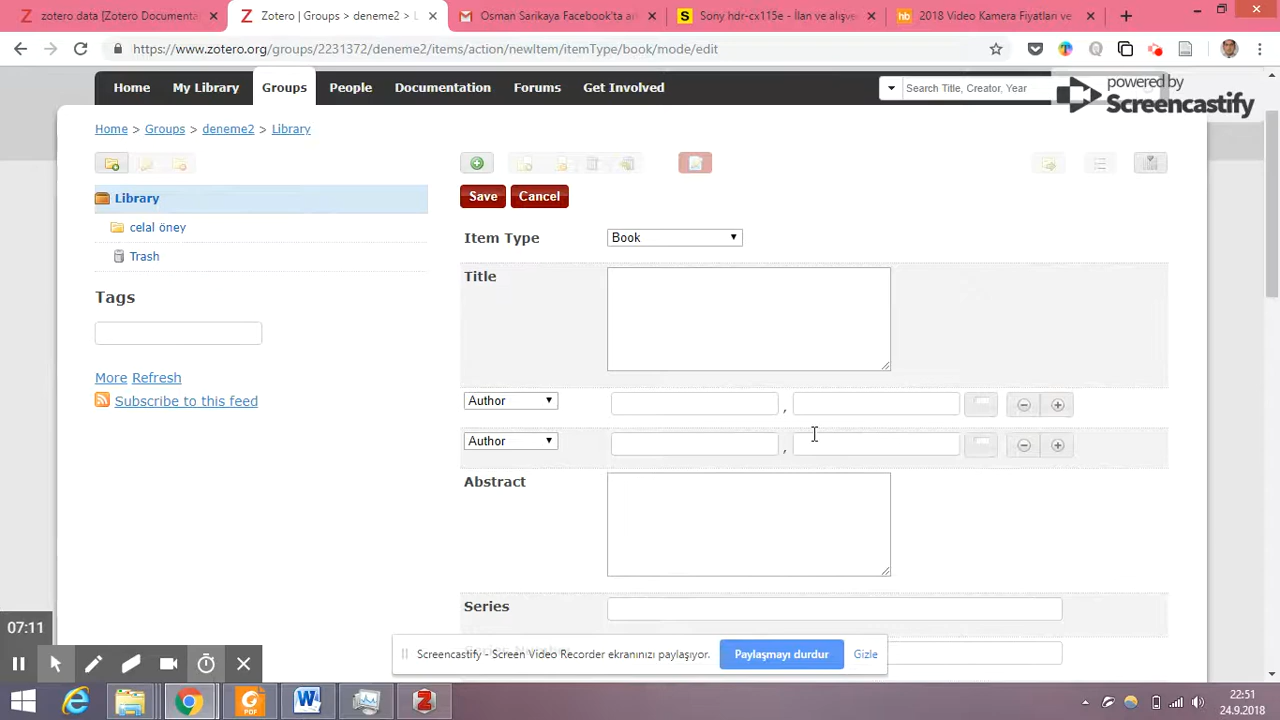 zotero data [Zotero Documenta
Zotero | Groups > deneme2 > L
Osman Sarikaya Facebook'ta ar
Sony hdr-cx115e - İlan ve alışve
2018 Video Kamera Fiyatları ve
https://www.zotero.org/groups/2231372/deneme2/items/action/newItem/itemType/book/mode/edit
Home My Library Groups People Documentation Forums Get Involved
Search Title, Creator, Year
powered by
Screencastify
Home > Groups > deneme2 > Library
Library
celal öney
Trash
Tags
More Refresh
Subscribe to this feed
Save Cancel
Item Type Book
Title
Author ,
Author ,
Abstract
Series
07:11
Screencastify - Screen Video Recorder ekranınızı paylaşıyor. Paylaşmayı durdur Gizle
22:51
24.9.2018